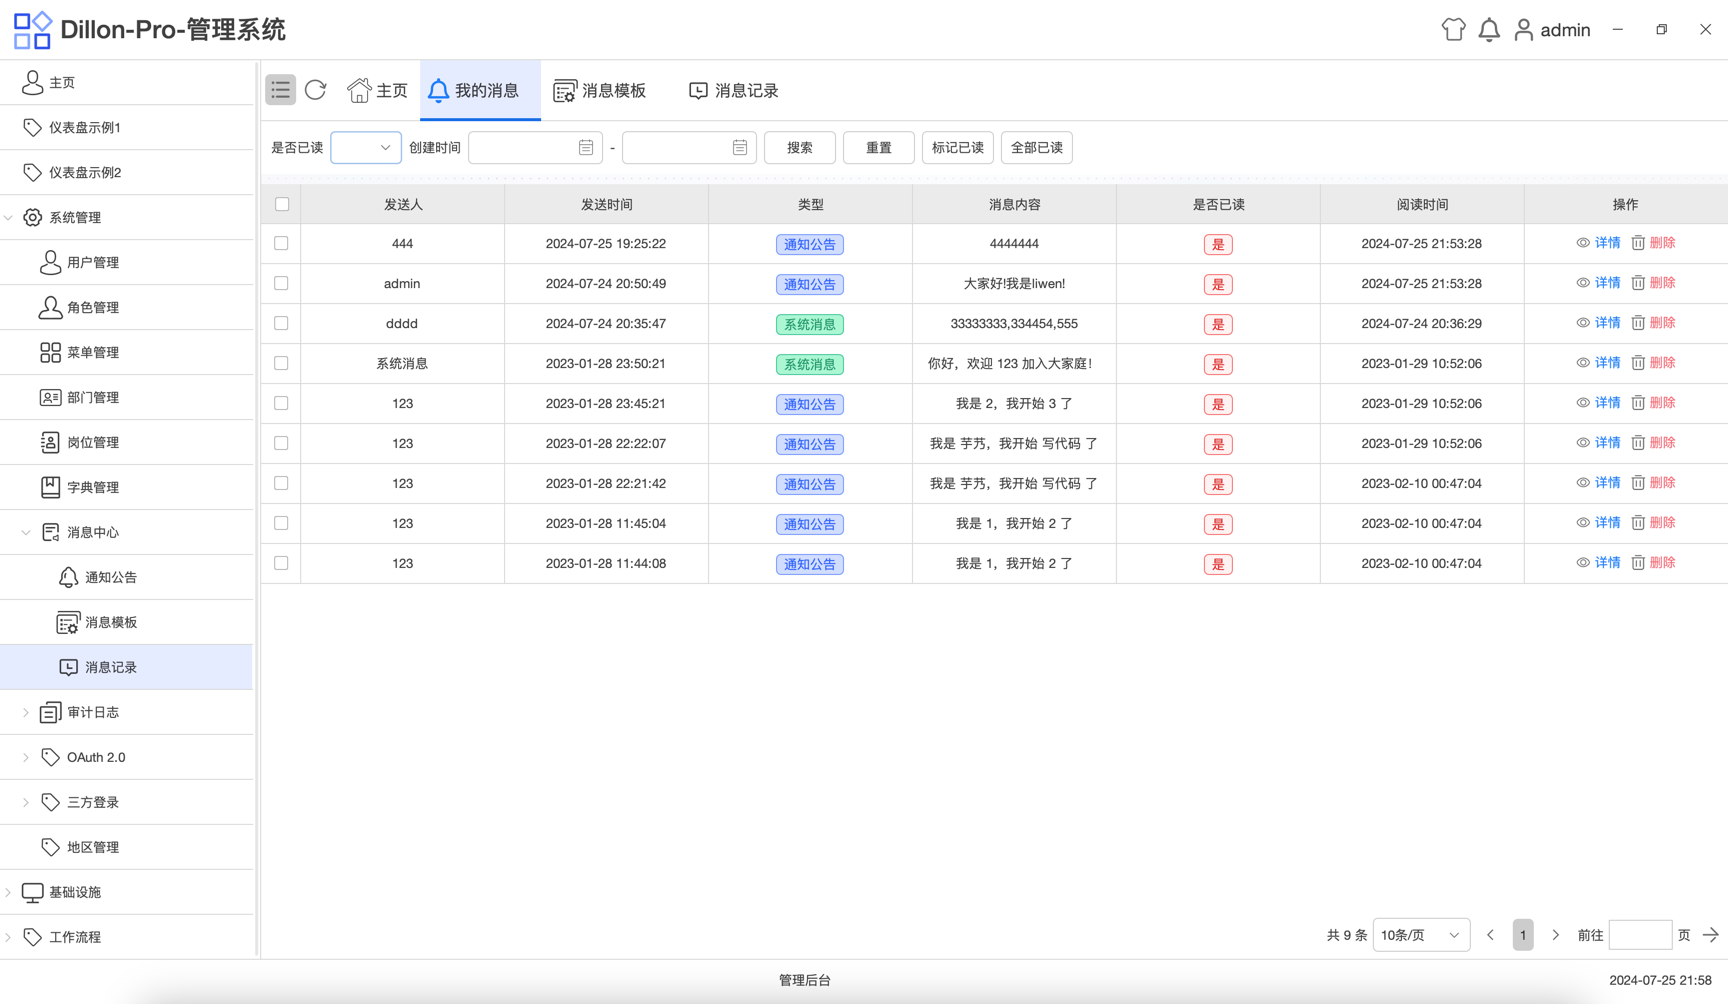 Dillon-Pro-管理系统
admin
主页
仪表盘示例1
仪表盘示例2
系统管理
用户管理
角色管理
菜单管理
部门管理
岗位管理
字典管理
消息中心
通知公告
消息模板
消息记录
审计日志
OAuth 2.0
三方登录
地区管理
基础设施
工作流程
主页 我的消息 消息模板 消息记录
是否已读 创建时间 - 搜索 重置 标记已读 全部已读
发送人 发送时间 类型 消息内容 是否已读 阅读时间 操作
444 2024-07-25 19:25:22 通知公告 4444444 是 2024-07-25 21:53:28 详情 删除
admin 2024-07-24 20:50:49 通知公告 大家好!我是liwen! 是 2024-07-25 21:53:28 详情 删除
dddd 2024-07-24 20:35:47 系统消息 33333333,334454,555 是 2024-07-24 20:36:29 详情 删除
系统消息 2023-01-28 23:50:21 系统消息 你好，欢迎 123 加入大家庭！ 是 2023-01-29 10:52:06 详情 删除
123 2023-01-28 23:45:21 通知公告 我是 2，我开始 3 了 是 2023-01-29 10:52:06 详情 删除
123 2023-01-28 22:22:07 通知公告 我是 芋艿，我开始 写代码 了 是 2023-01-29 10:52:06 详情 删除
123 2023-01-28 22:21:42 通知公告 我是 芋艿，我开始 写代码 了 是 2023-02-10 00:47:04 详情 删除
123 2023-01-28 11:45:04 通知公告 我是 1，我开始 2 了 是 2023-02-10 00:47:04 详情 删除
123 2023-01-28 11:44:08 通知公告 我是 1，我开始 2 了 是 2023-02-10 00:47:04 详情 删除
共 9 条 10条/页 1 前往 页
管理后台 2024-07-25 21:58